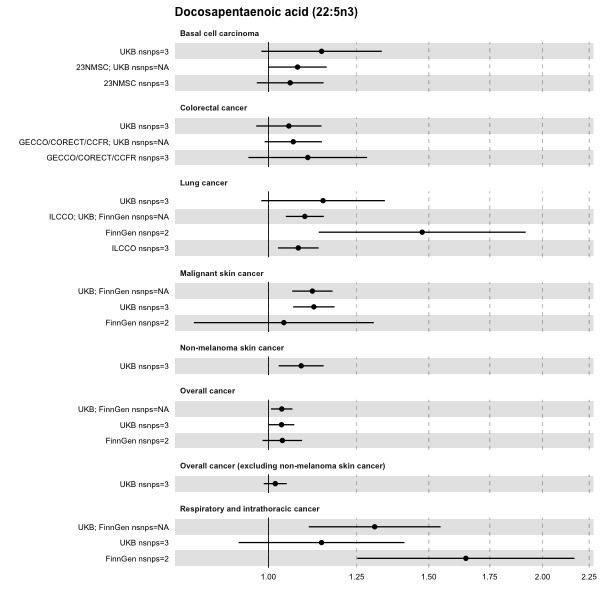 Docosapentaenoic acid (22:5n3)
Basal cell carcinoma
UKB nsnps=3
23NMSC; UKB nsnps=NA
23NMSC nsnps=3
Colorectal cancer
UKB nsnps=3
GECCO/CORECT/CCFR; UKB nsnps=NA
GECCO/CORECT/CCFR nsnps=3
Lung cancer
UKB nsnps=3
ILCCO; UKB; FinnGen nsnps=NA
FinnGen nsnps=2
ILCCO nsnps=3
Malignant skin cancer
UKB; FinnGen nsnps=NA
UKB nsnps=3
FinnGen nsnps=2
Non-melanoma skin cancer
UKB nsnps=3
Overall cancer
UKB; FinnGen nsnps=NA
UKB nsnps=3
FinnGen nsnps=2
Overall cancer (excluding non-melanoma skin cancer)
UKB nsnps=3
Respiratory and intrathoracic cancer
UKB; FinnGen nsnps=NA
UKB nsnps=3
FinnGen nsnps=2
1.00 1.25 1.50 1.75 2.00 2.25